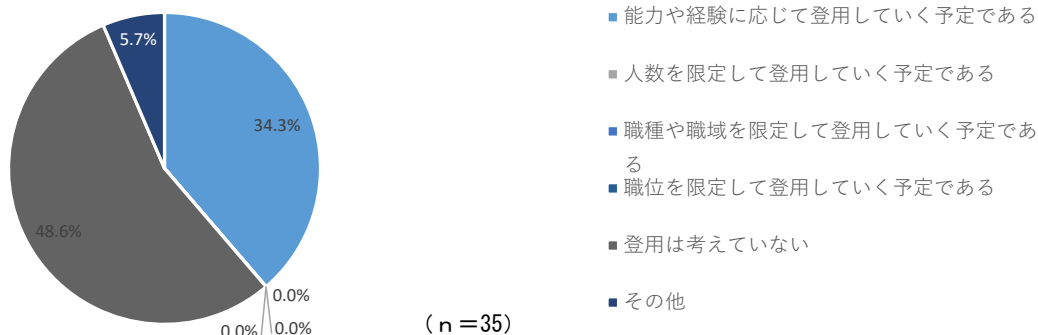 5.7%
34.3%
48.6%
0.0%
0.0%
0.0%
(n=35)
能力や経験に応じて登用していく予定である
人数を限定して登用していく予定である
職種や職域を限定して登用していく予定であ
る
職位を限定して登用していく予定である
登用は考えていない
その他